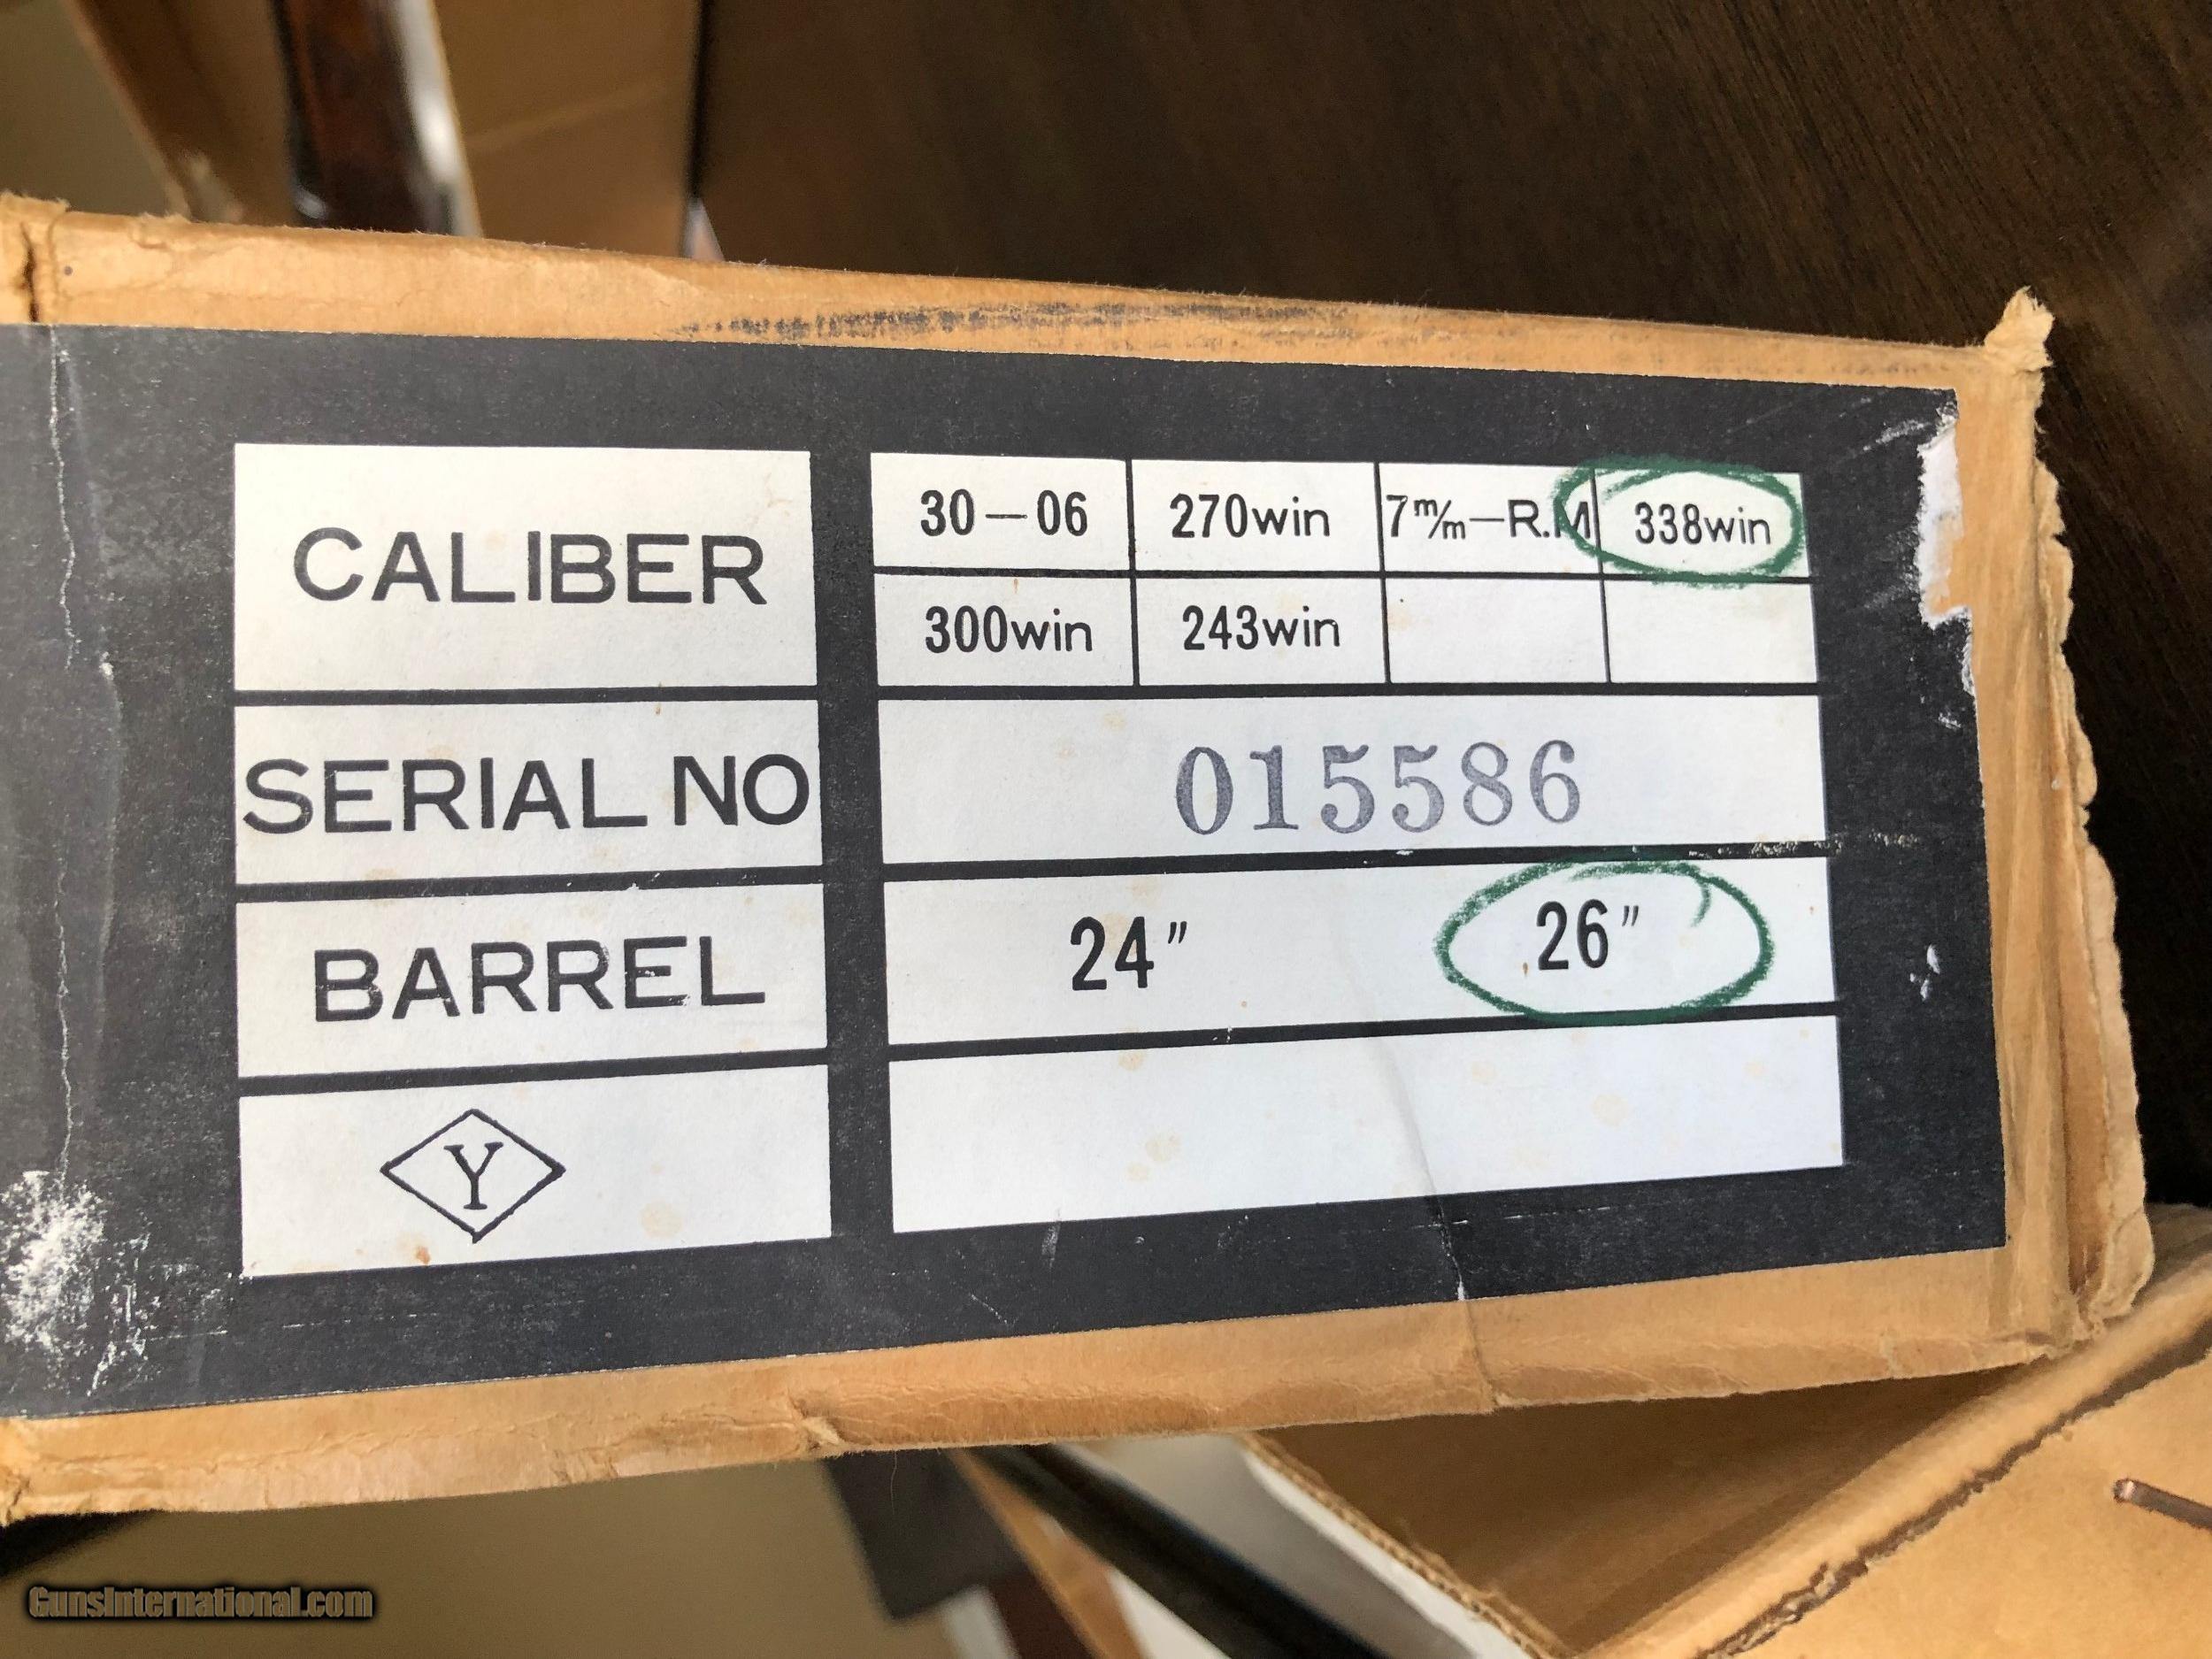 CALIBER
30-06 270win 7m/m-R.M 338win
300win 243win
SERIAL NO 015586
BARREL 24" 26"
Y
GunsInternational.com